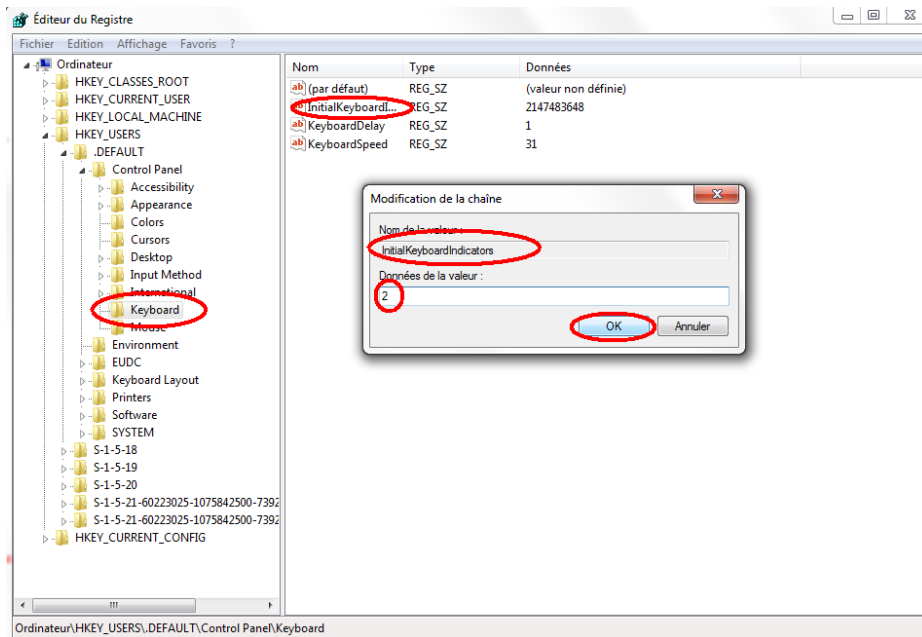 Éditeur du Registre
Fichier Edition Affichage Favoris ?
Ordinateur
HKEY_CLASSES_ROOT
HKEY_CURRENT_USER
HKEY_LOCAL_MACHINE
HKEY_USERS
.DEFAULT
Control Panel
Accessibility
Appearance
Colors
Cursors
Desktop
Input Method
International
Keyboard
Mouse
Environment
EUDC
Keyboard Layout
Printers
Software
SYSTEM
S-1-5-18
S-1-5-19
S-1-5-20
S-1-5-21-60223025-1075842500-7392
S-1-5-21-60223025-1075842500-7392
HKEY_CURRENT_CONFIG
Nom Type Données
ab (par défaut) REG_SZ (valeur non définie)
ab InitialKeyboardI... REG_SZ 2147483648
ab KeyboardDelay REG_SZ 1
ab KeyboardSpeed REG_SZ 31
Modification de la chaîne
Nom de la valeur :
InitialKeyboardIndicators
Données de la valeur :
2
OK Annuler
Ordinateur\HKEY_USERS\.DEFAULT\Control Panel\Keyboard